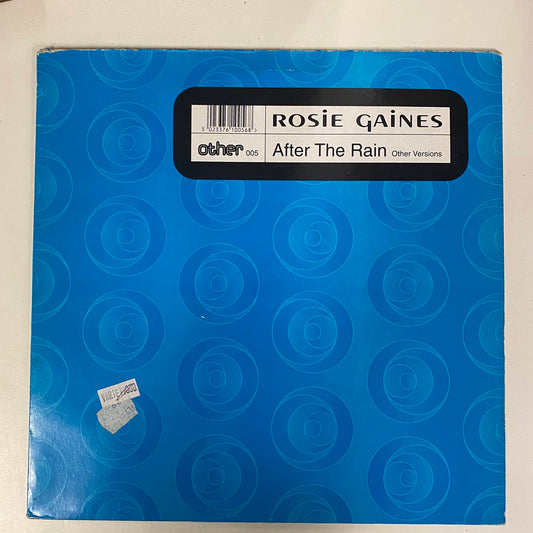 ROSiE GAiNES
5 023376 100568 >
other 005
After The Rain Other Versions